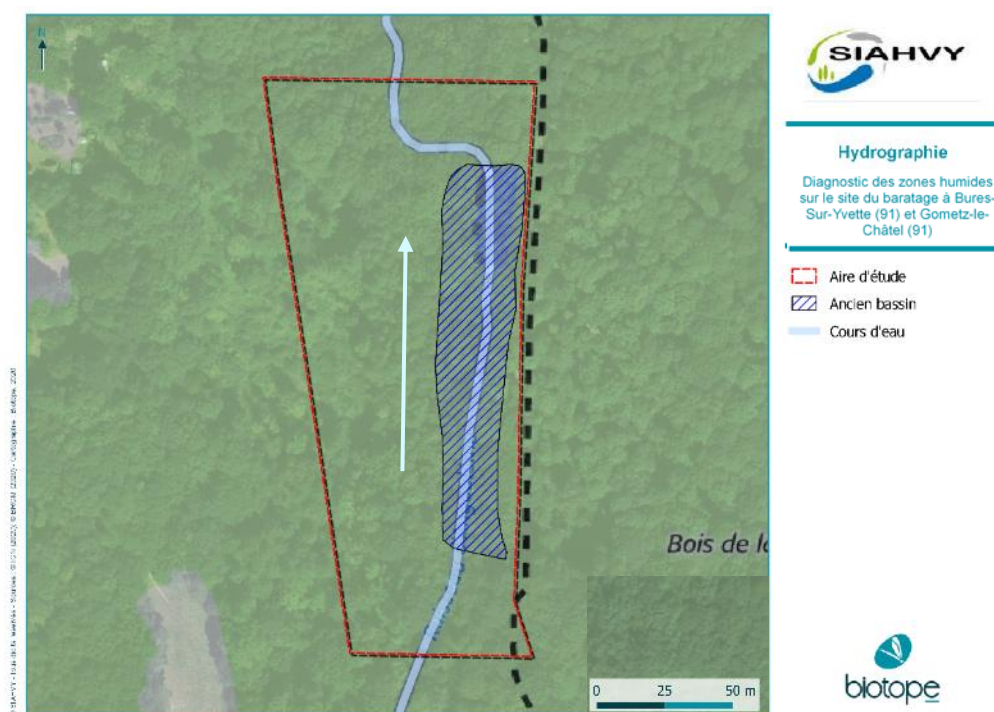 N
SIAHVY
Hydrographie
Diagnostic des zones humides
sur le site du baratage à Bures-
Sur-Yvette (91) et Gometz-le-
Châtel (91)
Aire d'étude
Ancien bassin
Cours d'eau
Bois de
0 25 50 m
biotope